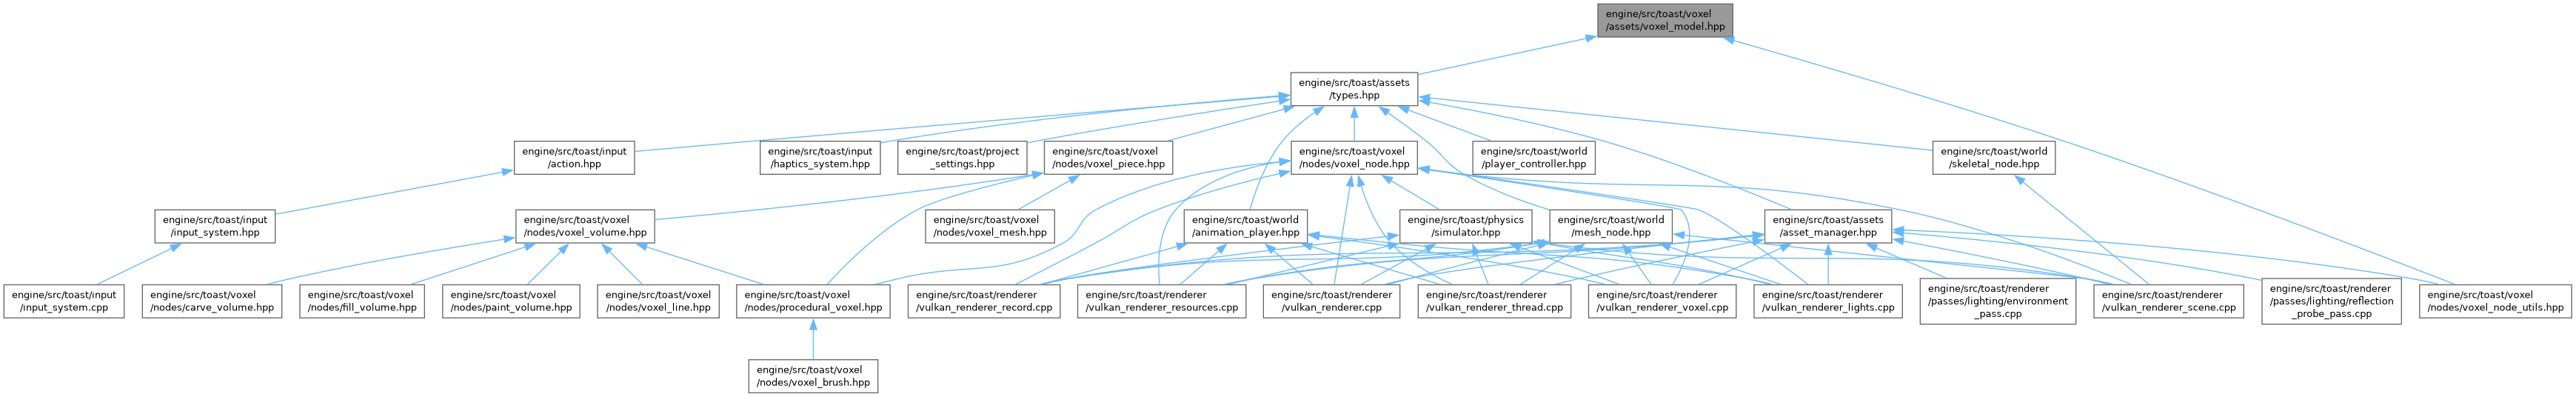 engine/src/toast/voxel
/assets/voxel_model.hpp
engine/src/toast/assets
/types.hpp
engine/src/toast/input
/action.hpp
engine/src/toast/input
/haptics_system.hpp
engine/src/toast/project
_settings.hpp
engine/src/toast/voxel
/nodes/voxel_piece.hpp
engine/src/toast/voxel
/nodes/voxel_node.hpp
engine/src/toast/world
/player_controller.hpp
engine/src/toast/world
/skeletal_node.hpp
engine/src/toast/input
/input_system.hpp
engine/src/toast/voxel
/nodes/voxel_volume.hpp
engine/src/toast/voxel
/nodes/voxel_mesh.hpp
engine/src/toast/world
/animation_player.hpp
engine/src/toast/physics
/simulator.hpp
engine/src/toast/world
/mesh_node.hpp
engine/src/toast/assets
/asset_manager.hpp
engine/src/toast/input
/input_system.cpp
engine/src/toast/voxel
/nodes/carve_volume.hpp
engine/src/toast/voxel
/nodes/fill_volume.hpp
engine/src/toast/voxel
/nodes/paint_volume.hpp
engine/src/toast/voxel
/nodes/voxel_line.hpp
engine/src/toast/voxel
/nodes/procedural_voxel.hpp
engine/src/toast/renderer
/vulkan_renderer_record.cpp
engine/src/toast/renderer
/vulkan_renderer_resources.cpp
engine/src/toast/renderer
/vulkan_renderer.cpp
engine/src/toast/renderer
/vulkan_renderer_thread.cpp
engine/src/toast/renderer
/vulkan_renderer_voxel.cpp
engine/src/toast/renderer
/vulkan_renderer_lights.cpp
engine/src/toast/renderer
/passes/lighting/environment
_pass.cpp
engine/src/toast/renderer
/vulkan_renderer_scene.cpp
engine/src/toast/renderer
/passes/lighting/reflection
_probe_pass.cpp
engine/src/toast/voxel
/nodes/voxel_node_utils.hpp
engine/src/toast/voxel
/nodes/voxel_brush.hpp